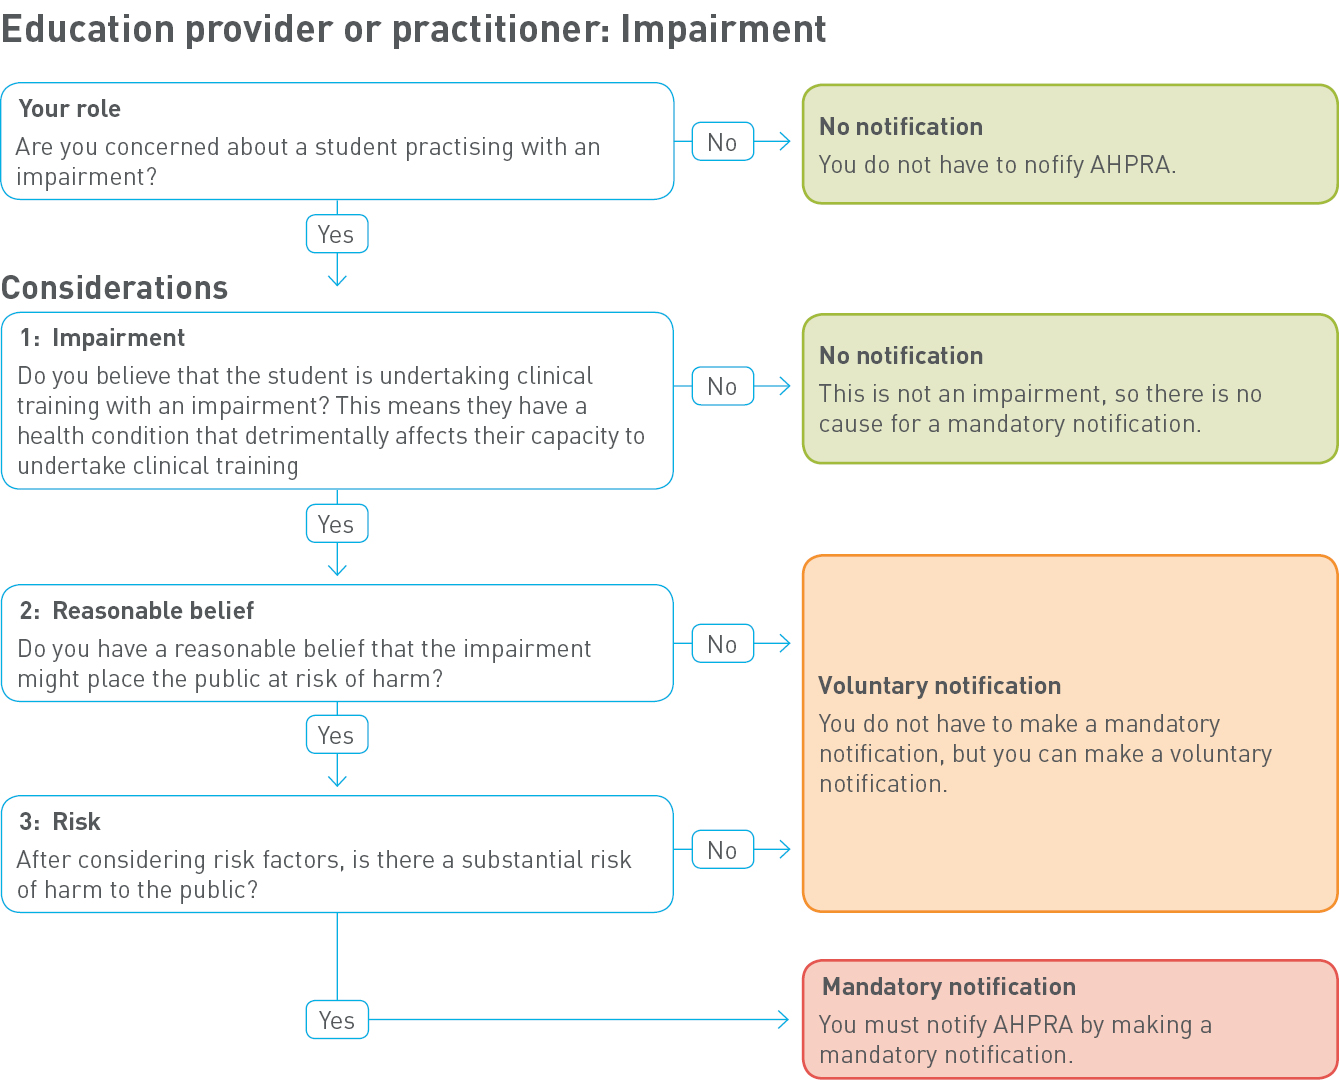 Education provider or practitioner: Impairment
Your role
Are you concerned about a student practising with an
impairment?
No
No notification
You do not have to nofify AHPRA.
Yes
Considerations
1: Impairment
Do you believe that the student is undertaking clinical
training with an impairment? This means they have a
health condition that detrimentally affects their capacity to
undertake clinical training
No
No notification
This is not an impairment, so there is no
cause for a mandatory notification.
Yes
2: Reasonable belief
Do you have a reasonable belief that the impairment
might place the public at risk of harm?
No
Voluntary notification
You do not have to make a mandatory
notification, but you can make a voluntary
notification.
Yes
3: Risk
After considering risk factors, is there a substantial risk
of harm to the public?
No
Yes
Mandatory notification
You must notify AHPRA by making a
mandatory notification.